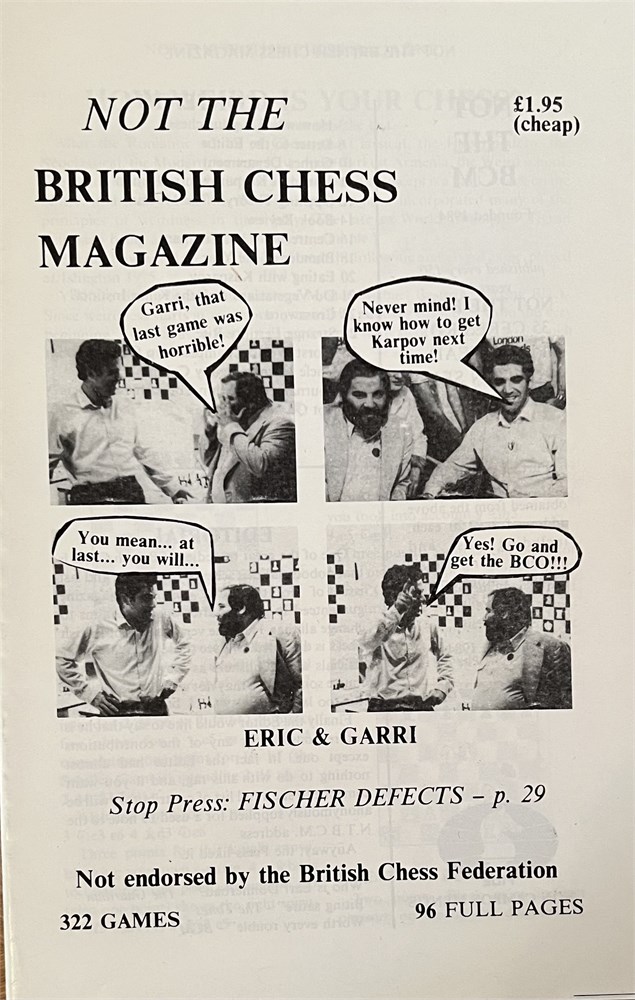 NOT THE
£1.95
(cheap)
BRITISH CHESS
MAGAZINE
Garri, that
last game was
horrible!
Never mind! I
know how to get
Karpov next
time!
London
You mean... at
last... you will...
Yes! Go and
get the BCO!!!
ERIC & GARRI
Stop Press: FISCHER DEFECTS – p. 29
Not endorsed by the British Chess Federation
322 GAMES
96 FULL PAGES